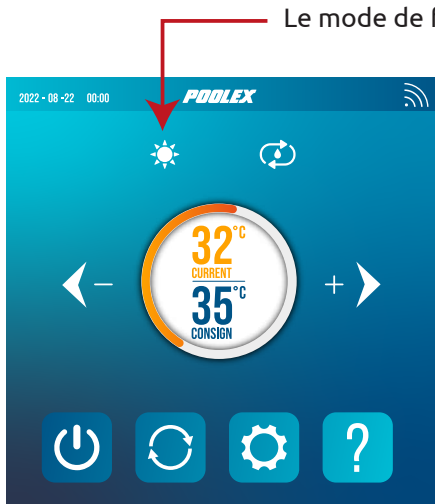 Le mode de f
2022 - 08 -22 00:00
POOLEX
32°C
CURRENT
35°C
CONSIGN
- +
?